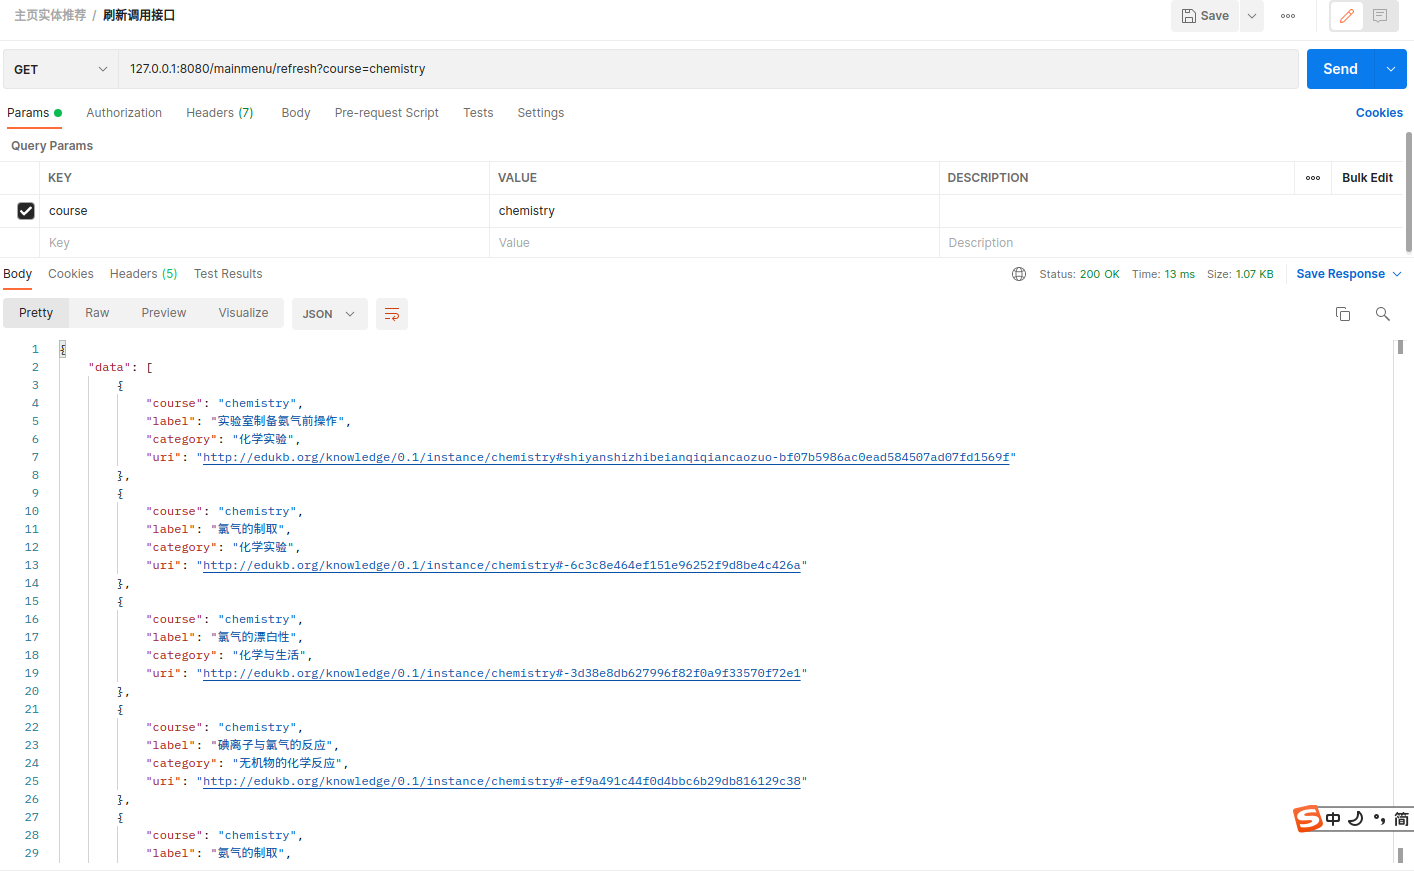 主页实体推荐 / 刷新调用接口
Save
GET 127.0.0.1:8080/mainmenu/refresh?course=chemistry Send
Params Authorization Headers (7) Body Pre-request Script Tests Settings Cookies
Query Params
KEY VALUE DESCRIPTION Bulk Edit
course chemistry
Key Value Description
Body Cookies Headers (5) Test Results Status: 200 OK Time: 13 ms Size: 1.07 KB Save Response
Pretty Raw Preview Visualize JSON
1 {
2 "data": [
3 {
4 "course": "chemistry",
5 "label": "实验室制备氨气前操作",
6 "category": "化学实验",
7 "uri": "http://edukb.org/knowledge/0.1/instance/chemistry#shiyanshizhibeianqiqiancaozuo-bf07b5986ac0ead584507ad07fd1569f"
8 },
9 {
10 "course": "chemistry",
11 "label": "氯气的制取",
12 "category": "化学实验",
13 "uri": "http://edukb.org/knowledge/0.1/instance/chemistry#-6c3c8e464ef151e96252f9d8be4c426a"
14 },
15 {
16 "course": "chemistry",
17 "label": "氯气的漂白性",
18 "category": "化学与生活",
19 "uri": "http://edukb.org/knowledge/0.1/instance/chemistry#-3d38e8db627996f82f0a9f33570f72e1"
20 },
21 {
22 "course": "chemistry",
23 "label": "碘离子与氯气的反应",
24 "category": "无机物的化学反应",
25 "uri": "http://edukb.org/knowledge/0.1/instance/chemistry#-ef9a491c44f0d4bbc6b29db816129c38"
26 },
27 {
28 "course": "chemistry",
29 "label": "氨气的制取",
S 中 简